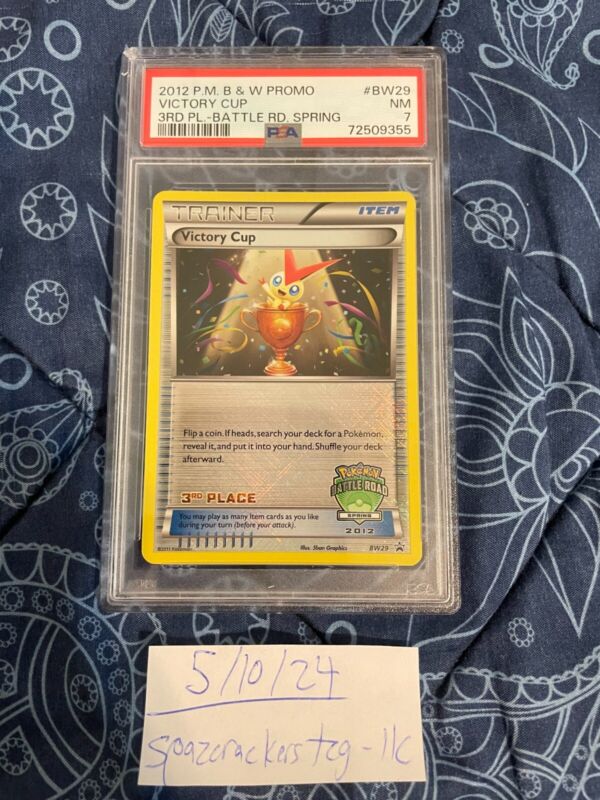 2012 P.M. B & W PROMO #BW29
VICTORY CUP NM
3RD PL.-BATTLE RD. SPRING 7
PSA 72509355
TRAINER ITEM
Victory Cup
Flip a coin. If heads, search your deck for a Pokémon,
reveal it, and put it into your hand. Shuffle your deck
afterward.
Pokémon
BATTLE ROAD
SPRING
2012
3RD PLACE
You may play as many Item cards as you like
during your turn (before your attack).
Illus. 5ban Graphics BW29
5/10/24
spazcrackers tcg-llc